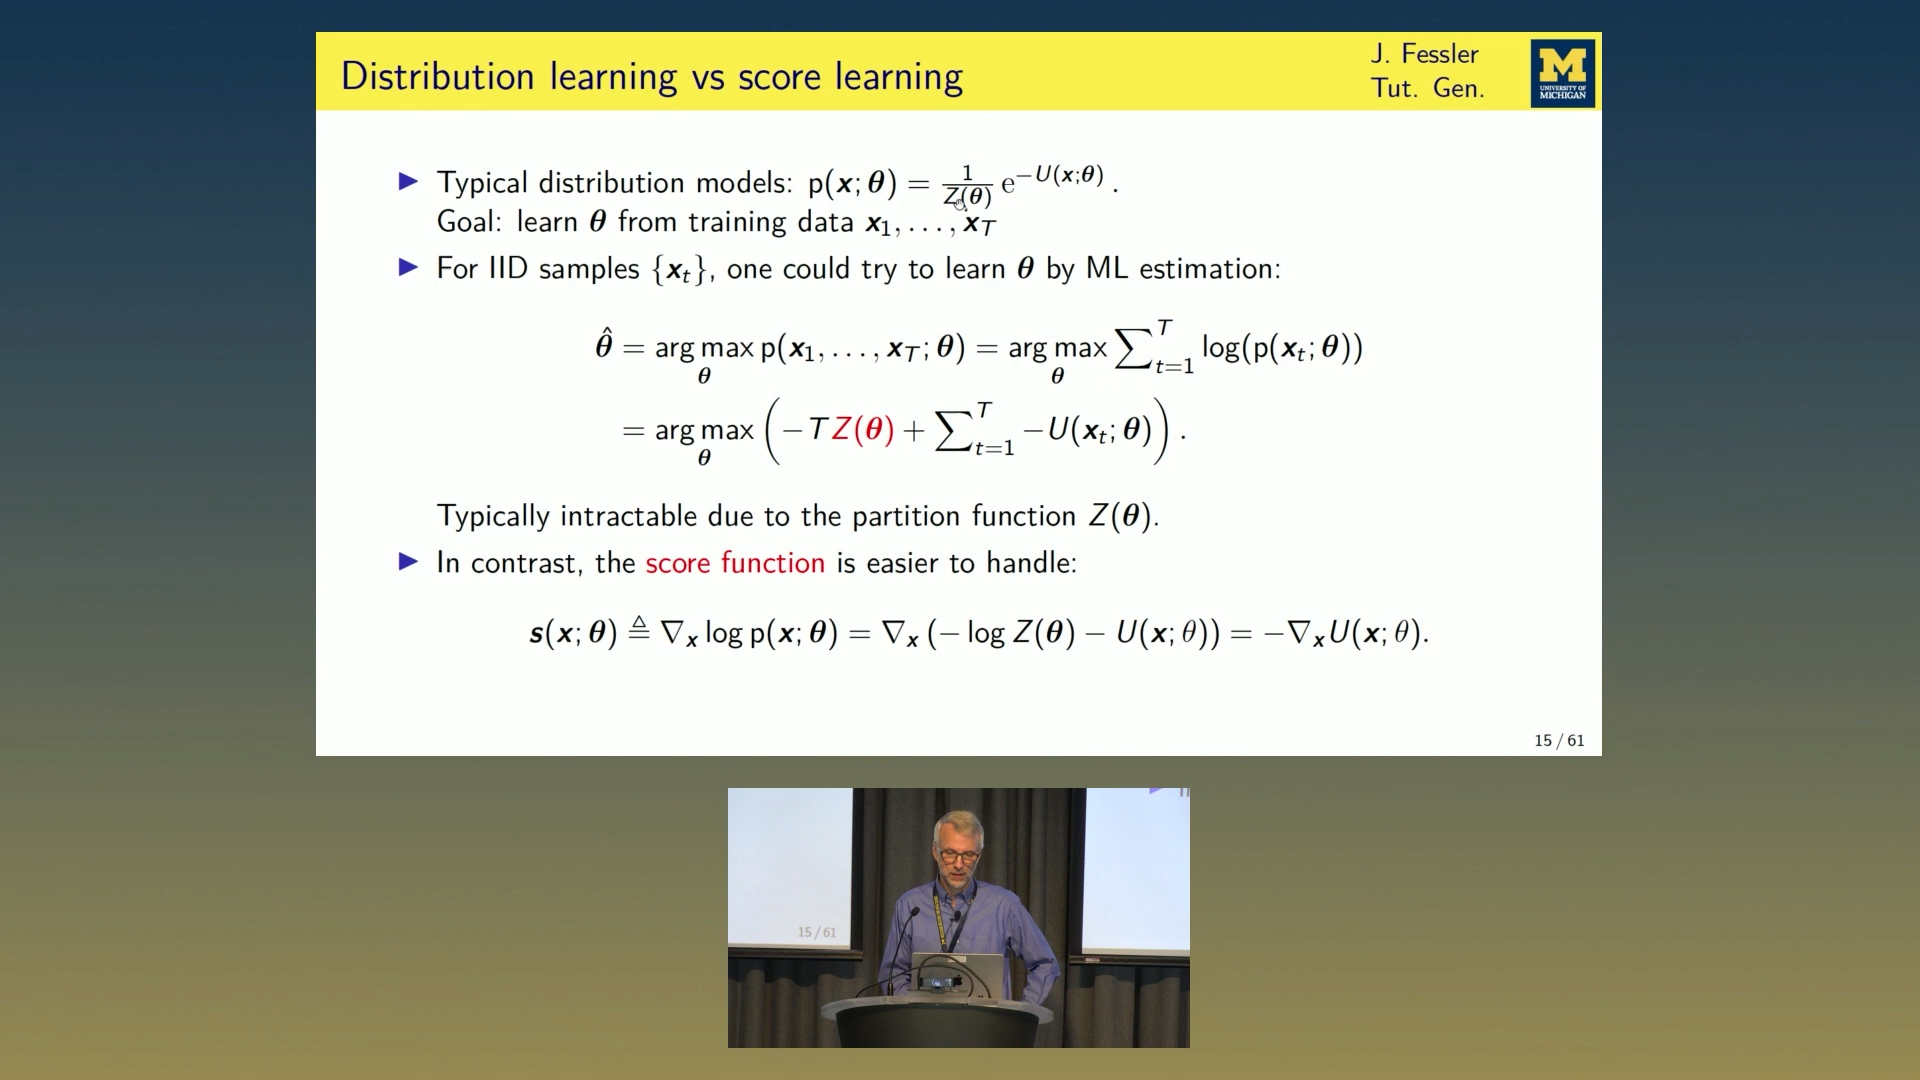 Distribution learning vs score learning
J. Fessler
Tut. Gen.
M
UNIVERSITY OF
MICHIGAN
▶ Typical distribution models: p(x; θ) = 1/Z(θ) e^{−U(x;θ)} .
Goal: learn θ from training data x₁, . . . , x_T
▶ For IID samples {x_t}, one could try to learn θ by ML estimation:
θ̂ = arg max_θ p(x₁, . . . , x_T; θ) = arg max_θ ∑_{t=1}^{T} log(p(x_t; θ))
= arg max_θ (−T Z(θ) + ∑_{t=1}^{T} −U(x_t; θ)) .
Typically intractable due to the partition function Z(θ).
▶ In contrast, the score function is easier to handle:
s(x; θ) ≜ ∇_x log p(x; θ) = ∇_x (− log Z(θ) − U(x; θ)) = −∇_x U(x; θ).
15 / 61
15 / 61